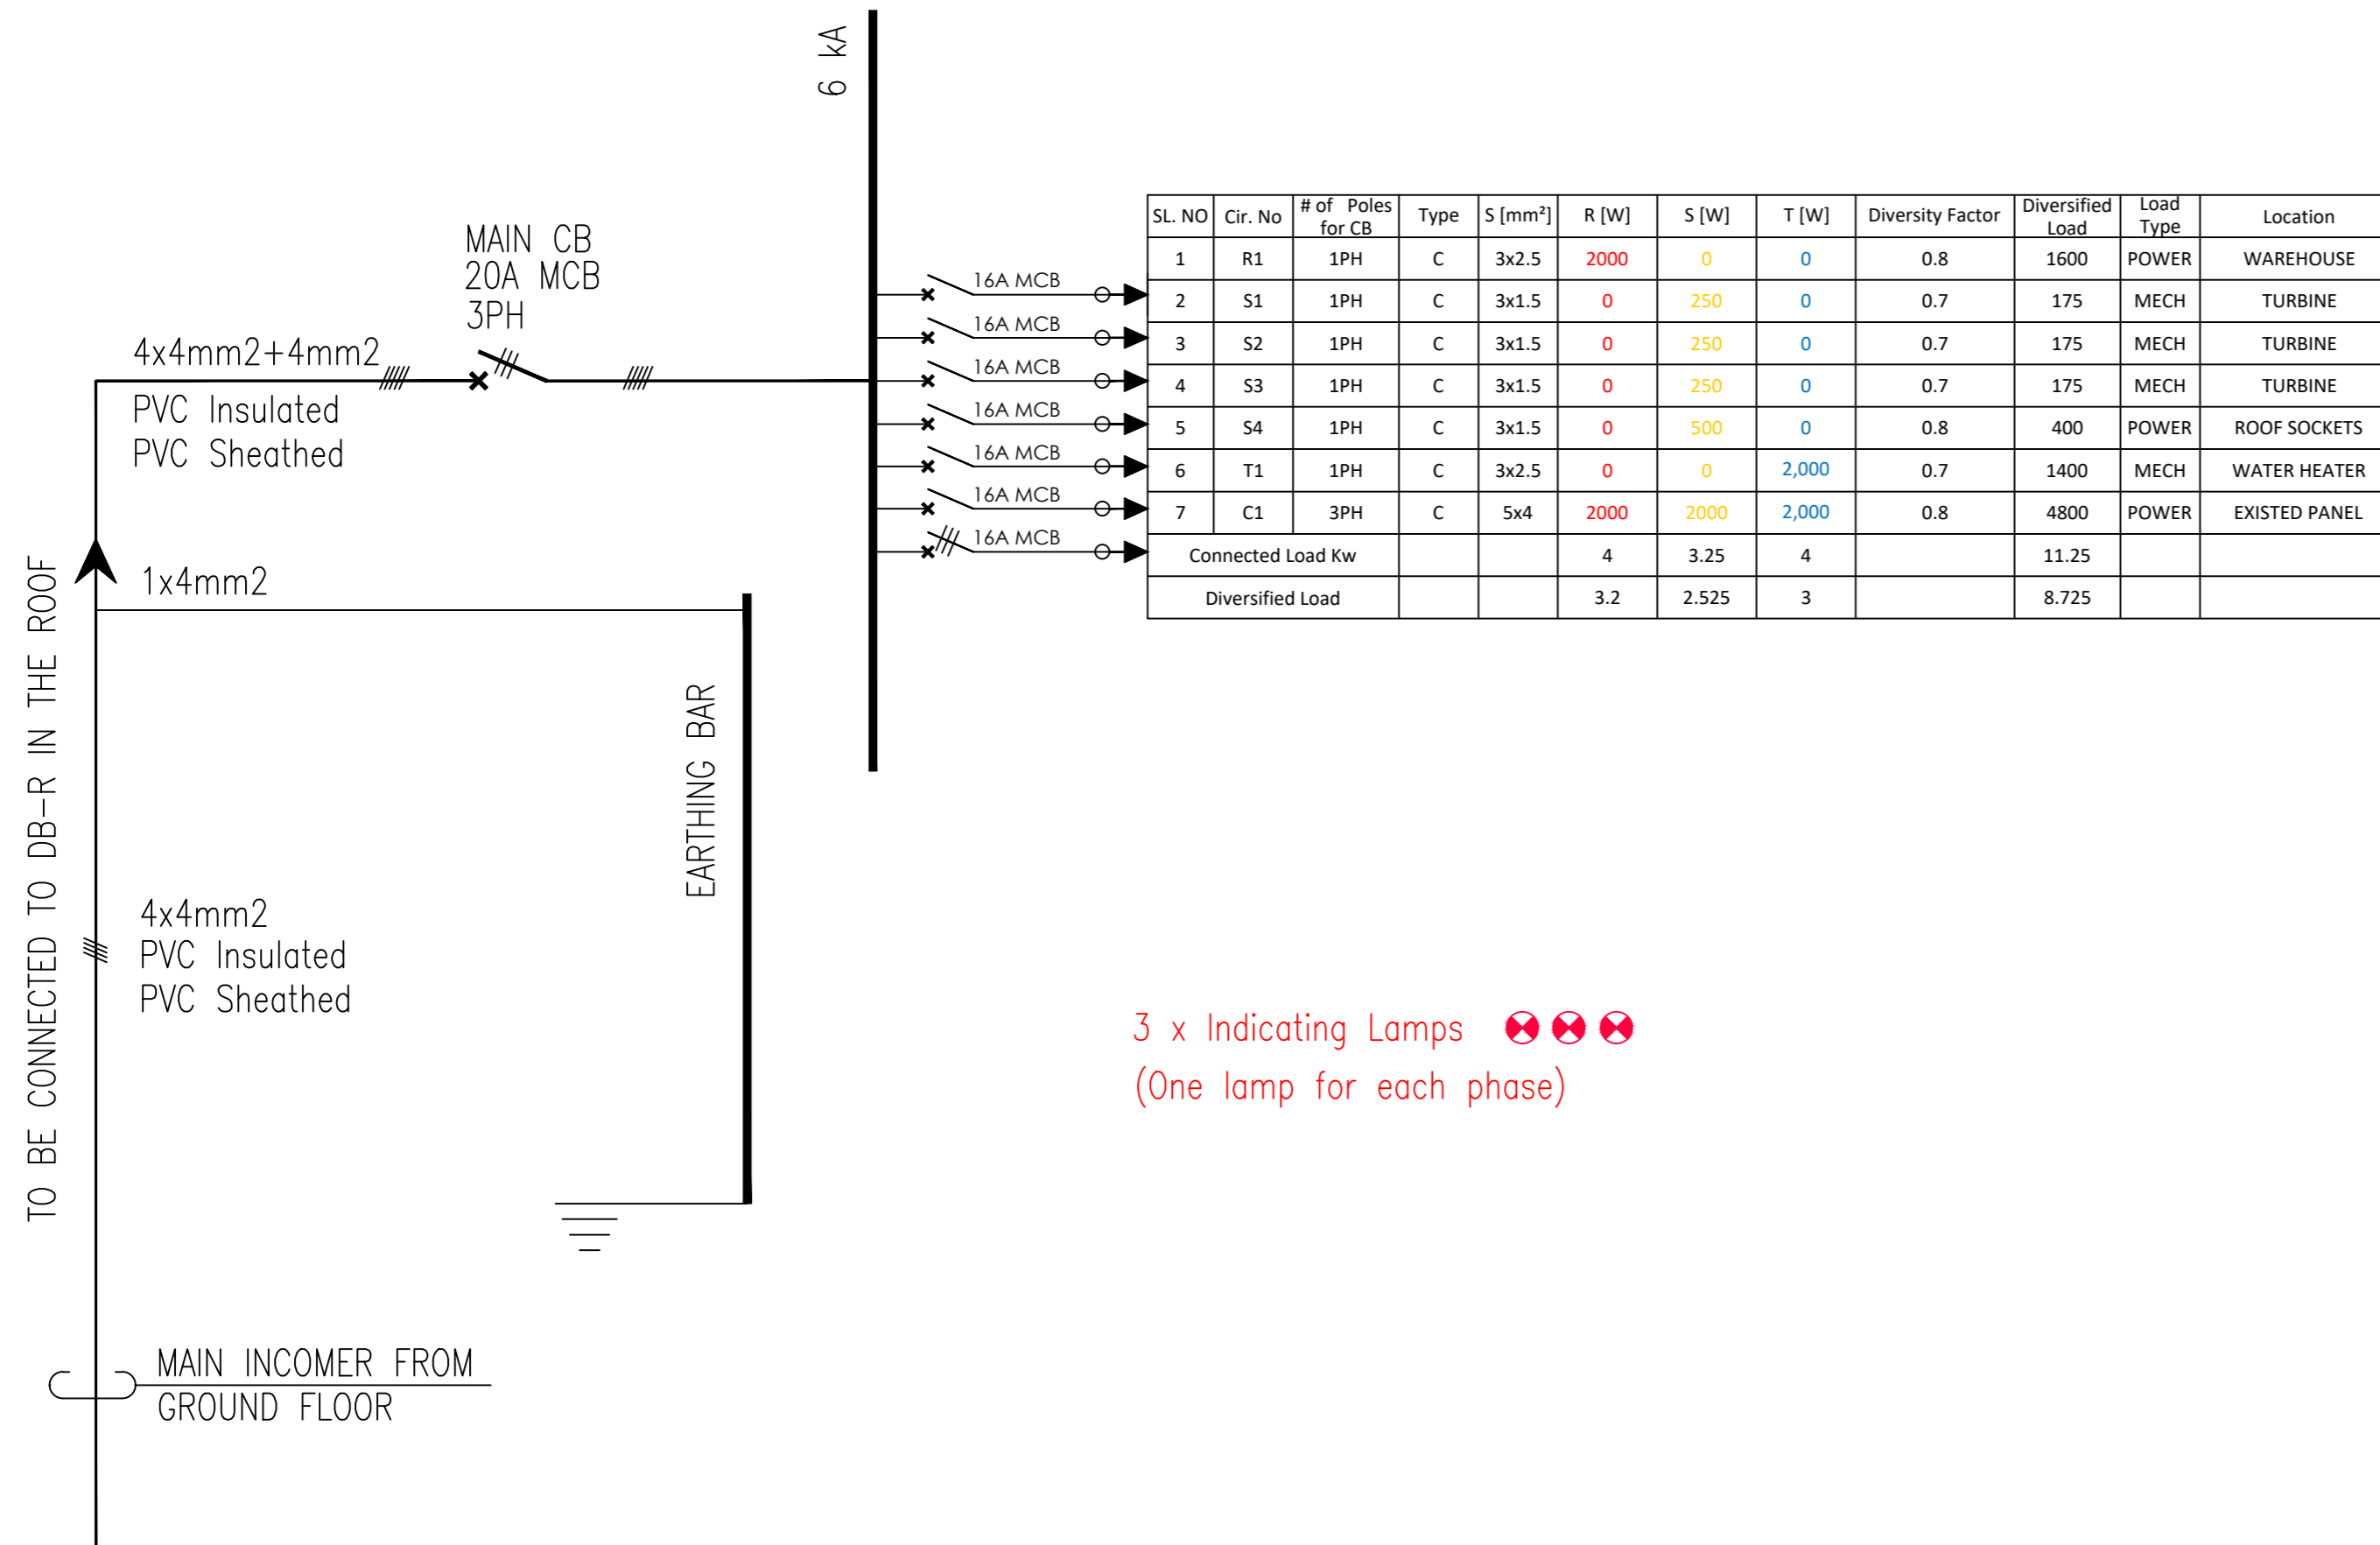 6 kA
MAIN CB
20A MCB
3PH
4x4mm2+4mm2
PVC Insulated
PVC Sheathed
1x4mm2
TO BE CONNECTED TO DB-R IN THE ROOF
EARTHING BAR
4x4mm2
PVC Insulated
PVC Sheathed
MAIN INCOMER FROM
GROUND FLOOR
16A MCB
16A MCB
16A MCB
16A MCB
16A MCB
16A MCB
16A MCB
SL. NO Cir. No # of Poles for CB Type S [mm²] R [W] S [W] T [W] Diversity Factor Diversified Load Load Type Location
1 R1 1PH C 3x2.5 2000 0 0 0.8 1600 POWER WAREHOUSE
2 S1 1PH C 3x1.5 0 250 0 0.7 175 MECH TURBINE
3 S2 1PH C 3x1.5 0 250 0 0.7 175 MECH TURBINE
4 S3 1PH C 3x1.5 0 250 0 0.7 175 MECH TURBINE
5 S4 1PH C 3x1.5 0 500 0 0.8 400 POWER ROOF SOCKETS
6 T1 1PH C 3x2.5 0 0 2,000 0.7 1400 MECH WATER HEATER
7 C1 3PH C 5x4 2000 2000 2,000 0.8 4800 POWER EXISTED PANEL
Connected Load Kw 4 3.25 4 11.25
Diversified Load 3.2 2.525 3 8.725
3 x Indicating Lamps
(One lamp for each phase)